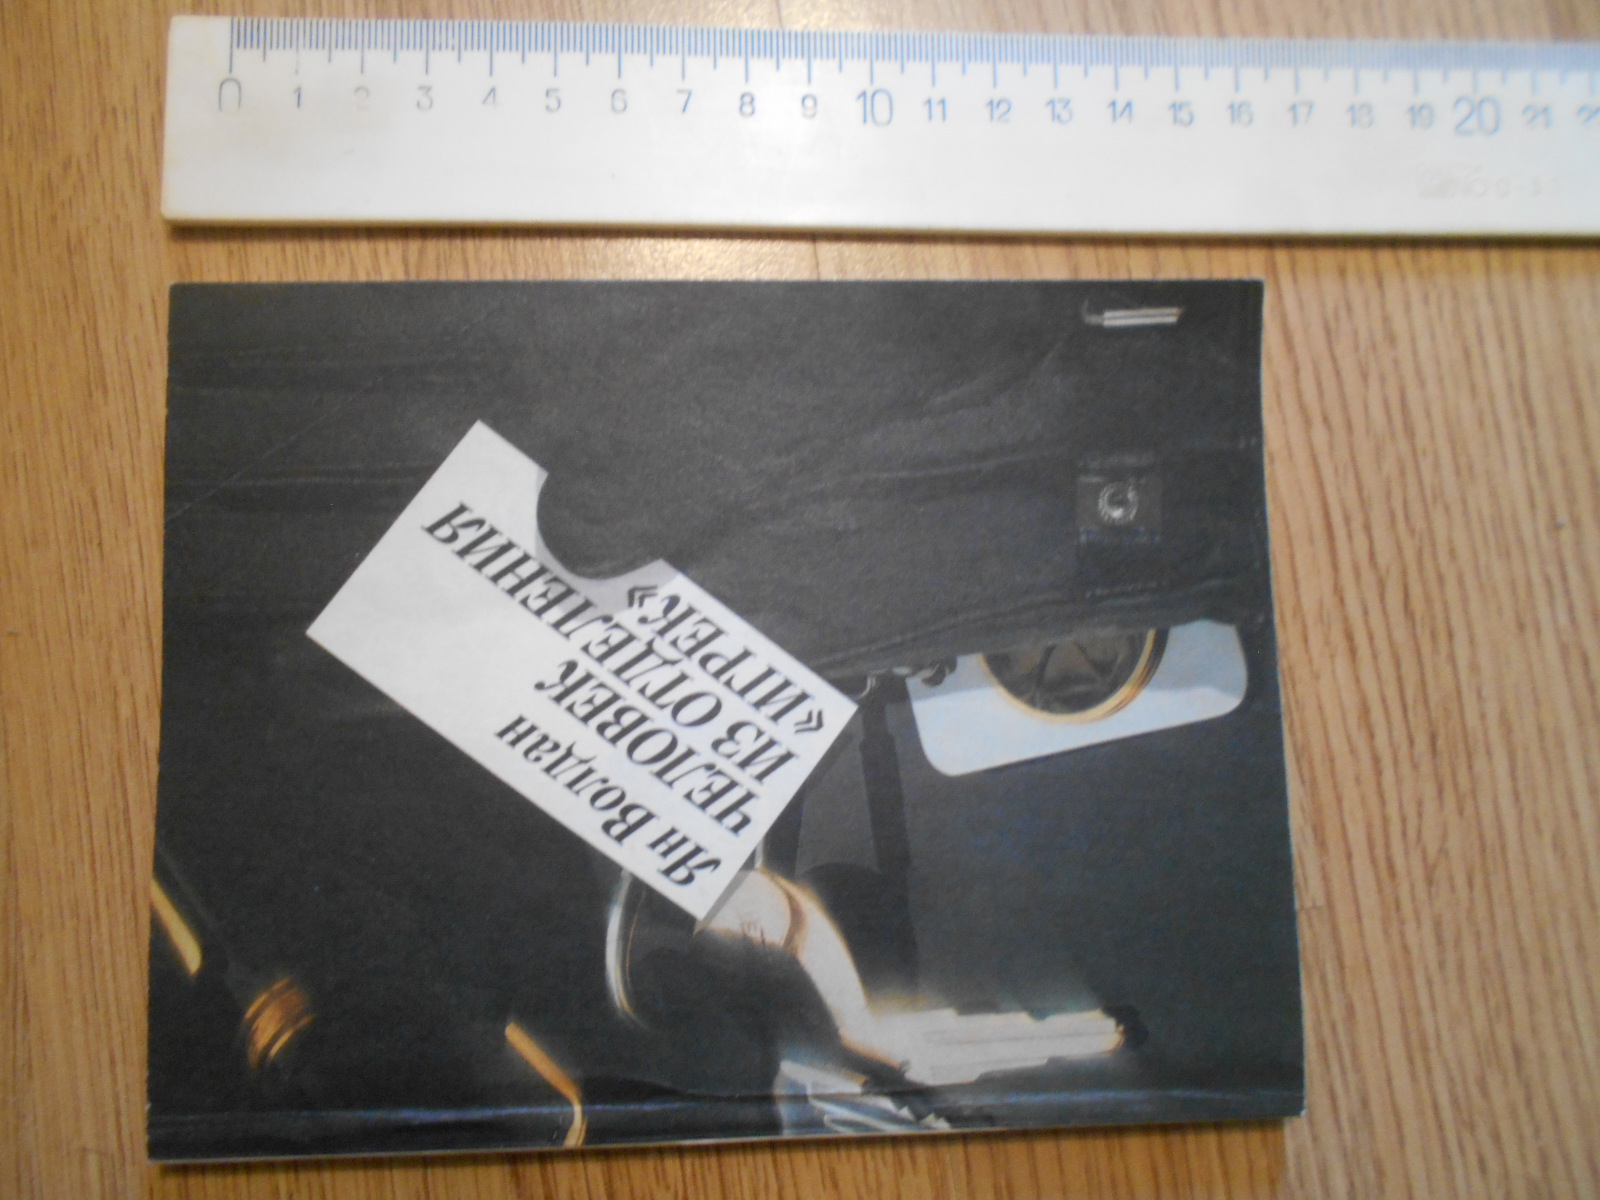 0 1 2 3 4 5 6 7 8 9 10 11 12 13 14 15 16 17 18 19 20 21
Ян Волдан
ЧЕЛОВЕК
ИЗ ОТДЕЛЕНИЯ
«ИГРЕК»